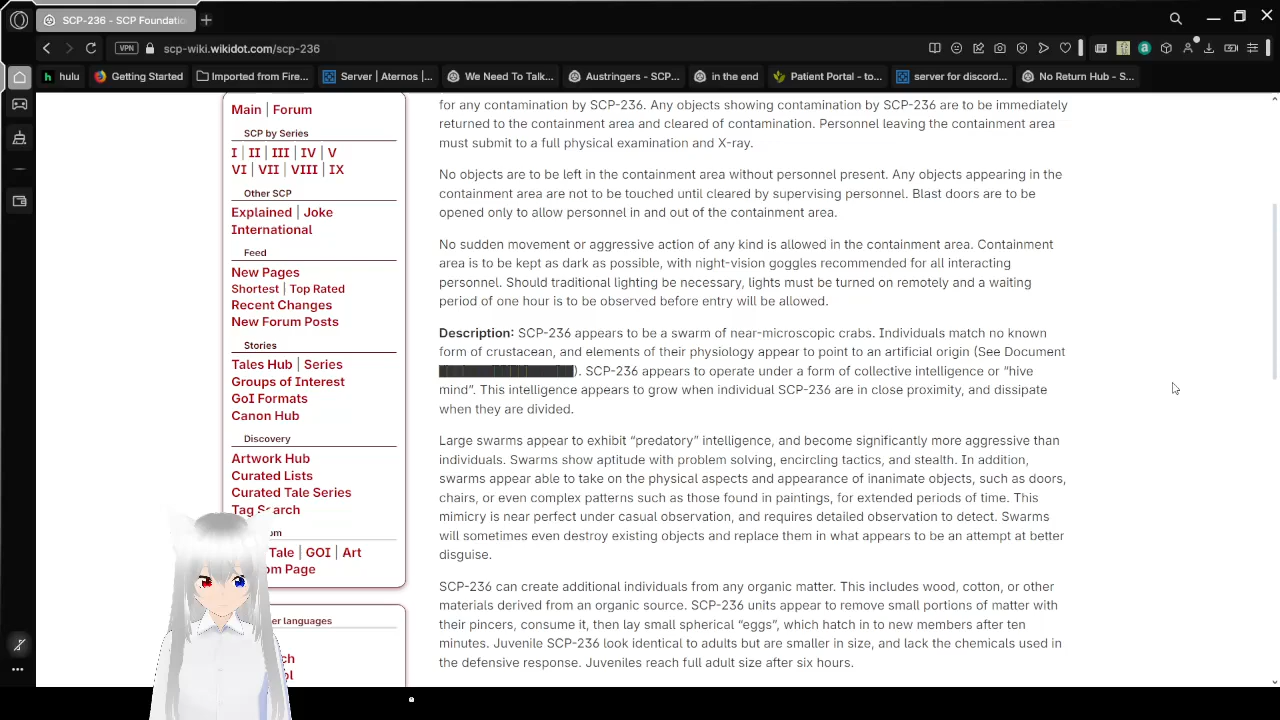 SCP-236 - SCP Foundatio
scp-wiki.wikidot.com/scp-236
VPN
hulu
Getting Started
Imported from Fire...
Server | Aternos |...
We Need To Talk...
Austringers - SCP...
in the end
Patient Portal - to...
server for discord...
No Return Hub - S...
Main | Forum
SCP by Series
I | II | III | IV | V
VI | VII | VIII | IX
Other SCP
Explained | Joke
International
Feed
New Pages
Shortest | Top Rated
Recent Changes
New Forum Posts
Stories
Tales Hub | Series
Groups of Interest
GoI Formats
Canon Hub
Discovery
Artwork Hub
Curated Lists
Curated Tale Series
Tag Search
om
Tale | GOI | Art
om Page
er languages
ch
ol
for any contamination by SCP-236. Any objects showing contamination by SCP-236 are to be immediately
returned to the containment area and cleared of contamination. Personnel leaving the containment area
must submit to a full physical examination and X-ray.
No objects are to be left in the containment area without personnel present. Any objects appearing in the
containment area are not to be touched until cleared by supervising personnel. Blast doors are to be
opened only to allow personnel in and out of the containment area.
No sudden movement or aggressive action of any kind is allowed in the containment area. Containment
area is to be kept as dark as possible, with night-vision goggles recommended for all interacting
personnel. Should traditional lighting be necessary, lights must be turned on remotely and a waiting
period of one hour is to be observed before entry will be allowed.
Description: SCP-236 appears to be a swarm of near-microscopic crabs. Individuals match no known
form of crustacean, and elements of their physiology appear to point to an artificial origin (See Document
████████████████). SCP-236 appears to operate under a form of collective intelligence or “hive
mind”. This intelligence appears to grow when individual SCP-236 are in close proximity, and dissipate
when they are divided.
Large swarms appear to exhibit “predatory” intelligence, and become significantly more aggressive than
individuals. Swarms show aptitude with problem solving, encircling tactics, and stealth. In addition,
swarms appear able to take on the physical aspects and appearance of inanimate objects, such as doors,
chairs, or even complex patterns such as those found in paintings, for extended periods of time. This
mimicry is near perfect under casual observation, and requires detailed observation to detect. Swarms
will sometimes even destroy existing objects and replace them in what appears to be an attempt at better
disguise.
SCP-236 can create additional individuals from any organic matter. This includes wood, cotton, or other
materials derived from an organic source. SCP-236 units appear to remove small portions of matter with
their pincers, consume it, then lay small spherical “eggs”, which hatch in to new members after ten
minutes. Juvenile SCP-236 look identical to adults but are smaller in size, and lack the chemicals used in
the defensive response. Juveniles reach full adult size after six hours.